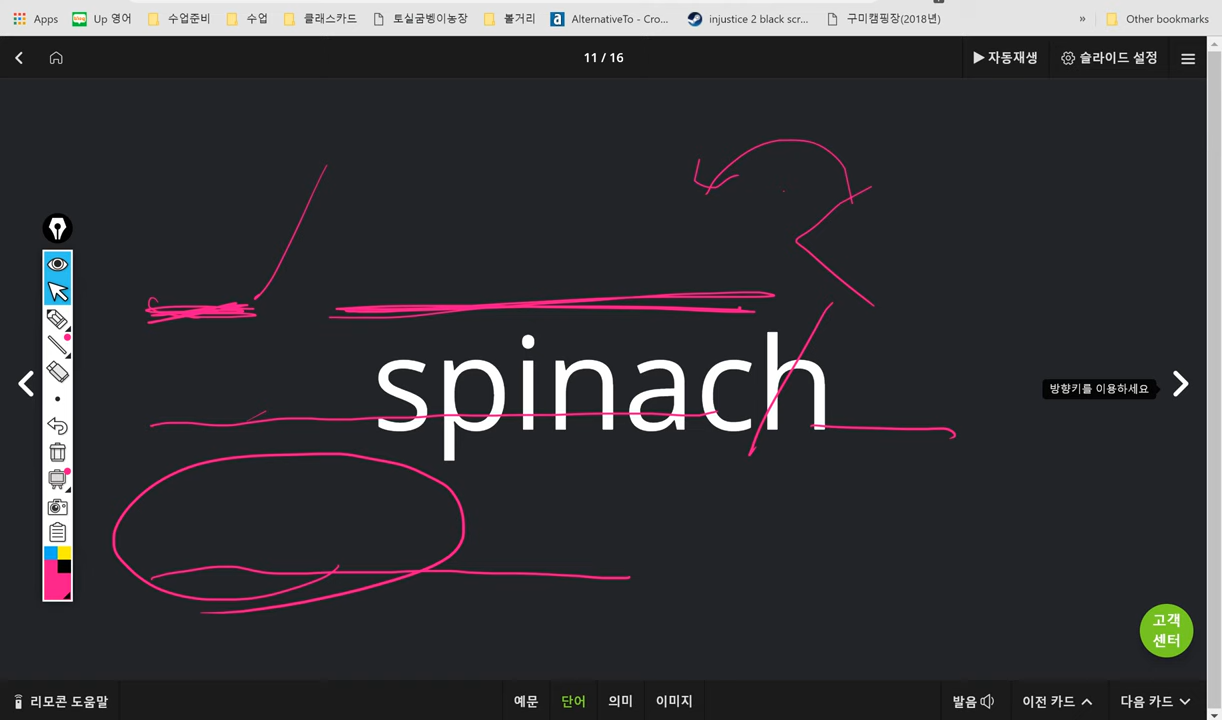 Apps Up 영어 수업준비 수업 클래스카드 토실굼벵이농장 볼거리 AlternativeTo - Cro... injustice 2 black scr... 구미캠핑장(2018년) » Other bookmarks
11 / 16 자동재생 슬라이드 설정
spinach
방향키를 이용하세요
고객
센터
리모콘 도움말 예문 단어 의미 이미지 발음 이전 카드 다음 카드